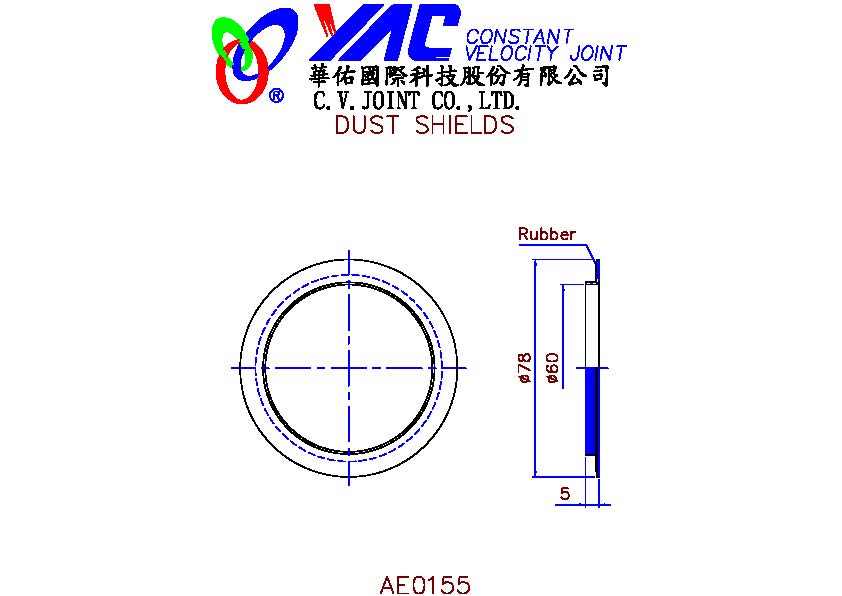 YAC CONSTANT
VELOCITY JOINT
®
華佑國際科技股份有限公司
C.V.JOINT CO.,LTD.
DUST SHIELDS
Rubber
ø78
ø60
5
AE0155